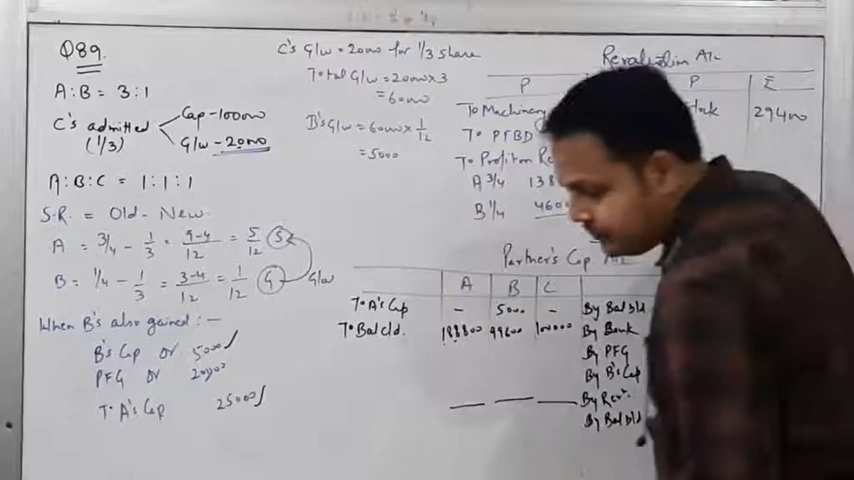 Q89.
A:B = 3:1
C's admitted Cap - 100000
(1/3) G/w - 20000
A:B:C = 1:1:1
S.R. = Old - New
A = 3/4 - 1/3 = 9-4/12 = 5/12 (S)
B = 1/4 - 1/3 = 3-4/12 = 1/12 (G) G/w
When B's also gained :-
B's Cap Dr 5000
PFG Dr 20000
To A's Cap 25000
C's G/w = 20000 for 1/3 share
Total G/w = 20000 x 3
= 60000
B's G/w = 60000 x 1/12
= 5000
Revaluation A/c
P P ₹
To Machinery 29400
To PFBD
To Profit on
A 3/4 138
B 1/4 4600
Partner's Cap A/c
A B C
To A's Cap - 5000 - By Bal b/d
To Bal c/d. 188800 99600 100000 By Bank
By PFG
By B's Cap
By Rev.
By Bal b/d